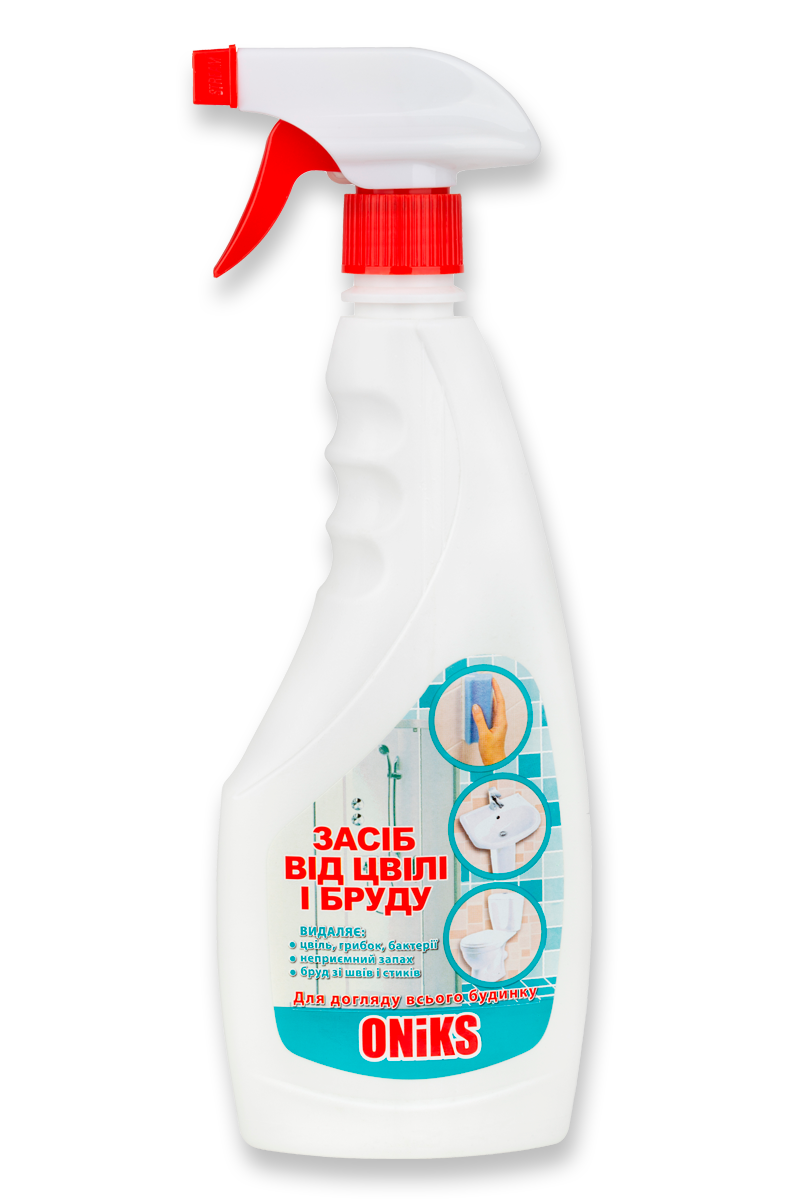 ЗАСІБ
ВІД ЦВІЛІ
І БРУДУ
ВИДАЛЯЄ:
• цвіль, грибок, бактерії
• неприємний запах
• бруд зі швів і стиків
Для догляду всього будинку
ONiKS